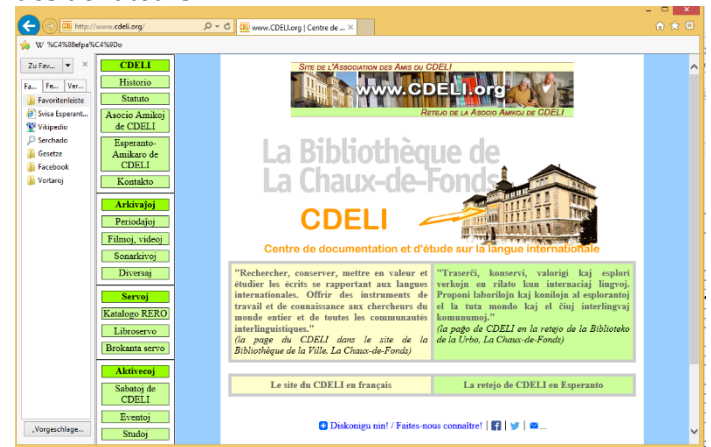 http://www.cdeli.org/
www.CDELI.org | Centre de ...
W %C4%88efpa%C4%9Do
Zu Fav...
Fa... Fe... Ver...
Favoritenleiste
Svisa Esperant...
Vikipedio
Serchado
Gesetze
Facebook
Vortaroj
„Vorgeschlage...
CDELI
Historio
Statuto
Asocio Amikoj
de CDELI
Esperanto-
Amikaro de
CDELI
Kontakto
Arkivaĵoj
Periodaĵoj
Filmoj, videoj
Sonarkivoj
Diversaj
Servoj
Katalogo RERO
Libroservo
Brokanta servo
Aktivecoj
Sabatoj de
CDELI
Eventoj
Studoj
Site de l'Association des Amis du CDELI
www.CDELI.org
Retejo de la Asocio Amikoj de CDELI
La Bibliothèque de
La Chaux-de-Fonds
CDELI
Centre de documentation et d'étude sur la langue internationale
"Rechercher, conserver, mettre en valeur et
étudier les écrits se rapportant aux langues
internationales. Offrir des instruments de
travail et de connaissance aux chercheurs du
monde entier et de toutes les communautés
interlinguistiques."
(la page du CDELI dans le site de la
Bibliothèque de la Ville, La Chaux-de-Fonds)
"Traserĉi, konservi, valorigi kaj esplori
verkojn en rilato kun internaciaj lingvoj.
Proponi laborilojn kaj konilojn al esplorantoj
el la tuta mondo kaj el ĉiuj interlingvaj
komunumoj."
(la paĝo de CDELI en la retejo de la Biblioteko
de la Urbo, La Chaux-de-Fonds)
Le site du CDELI en français
La retejo de CDELI en Esperanto
Diskonigu nin! / Faites-nous connaître! | | | ...